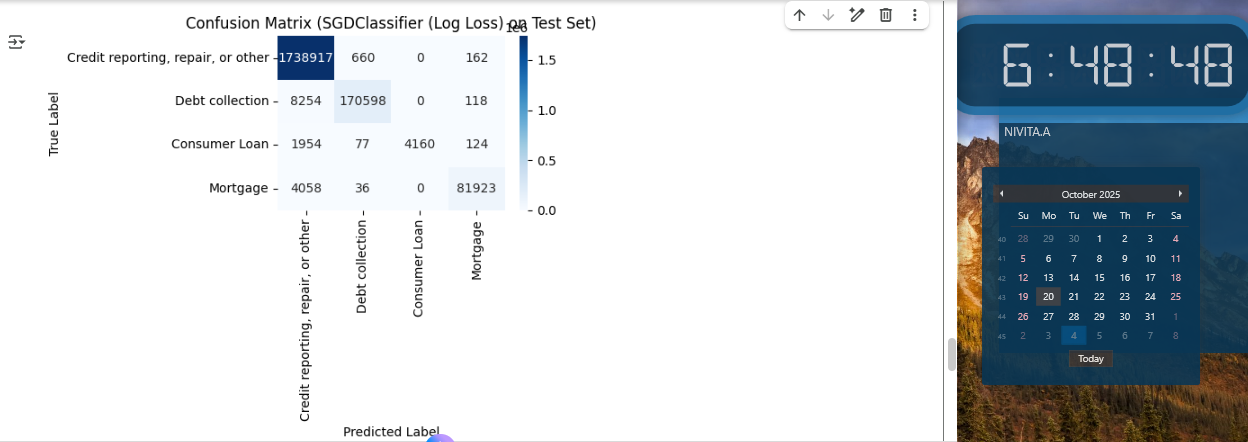 Confusion Matrix (SGDClassifier (Log Loss) on Test Set)
1e6
True Label
Credit reporting, repair, or other 1738917 660 0 162
Debt collection 8254 170598 0 118
Consumer Loan 1954 77 4160 124
Mortgage 4058 36 0 81923
1.5
1.0
0.5
0.0
Credit reporting, repair, or other
Debt collection
Consumer Loan
Mortgage
Predicted Label
6:48:48
NIVITA.A
October 2025
Su Mo Tu We Th Fr Sa
40 28 29 30 1 2 3 4
41 5 6 7 8 9 10 11
42 12 13 14 15 16 17 18
43 19 20 21 22 23 24 25
44 26 27 28 29 30 31 1
45 2 3 4 5 6 7 8
Today